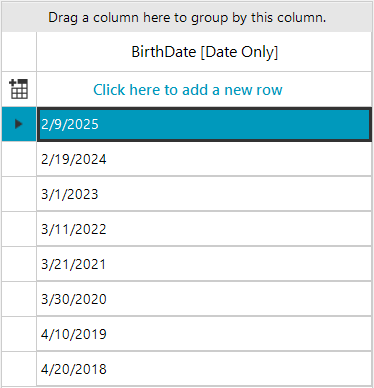 Drag a column here to group by this column.
BirthDate [Date Only]
Click here to add a new row
2/9/2025
2/19/2024
3/1/2023
3/11/2022
3/21/2021
3/30/2020
4/10/2019
4/20/2018